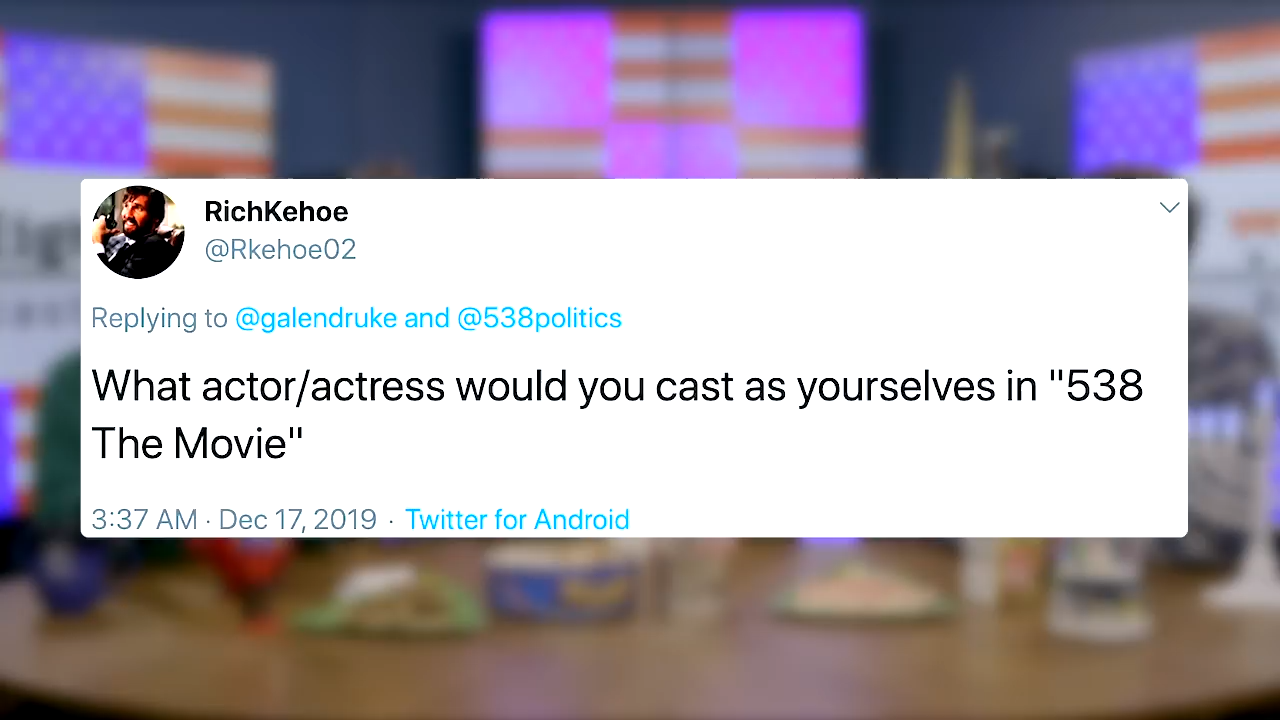 RichKehoe
@Rkehoe02
Replying to @galendruke and @538politics
What actor/actress would you cast as yourselves in "538
The Movie"
3:37 AM · Dec 17, 2019 · Twitter for Android